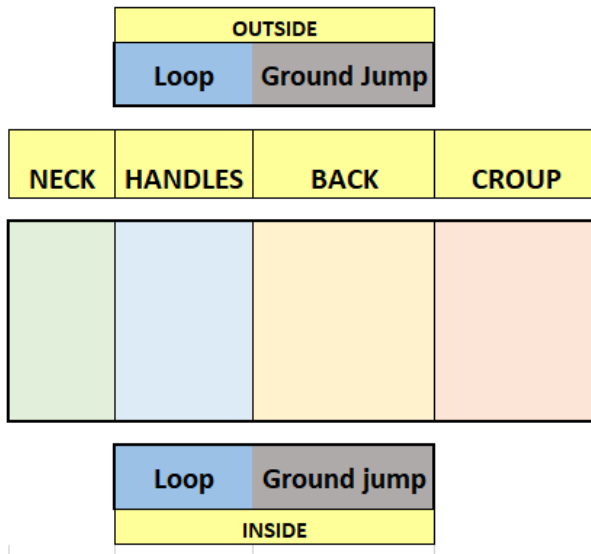 OUTSIDE
Loop Ground Jump
NECK HANDLES BACK CROUP
Loop Ground jump
INSIDE